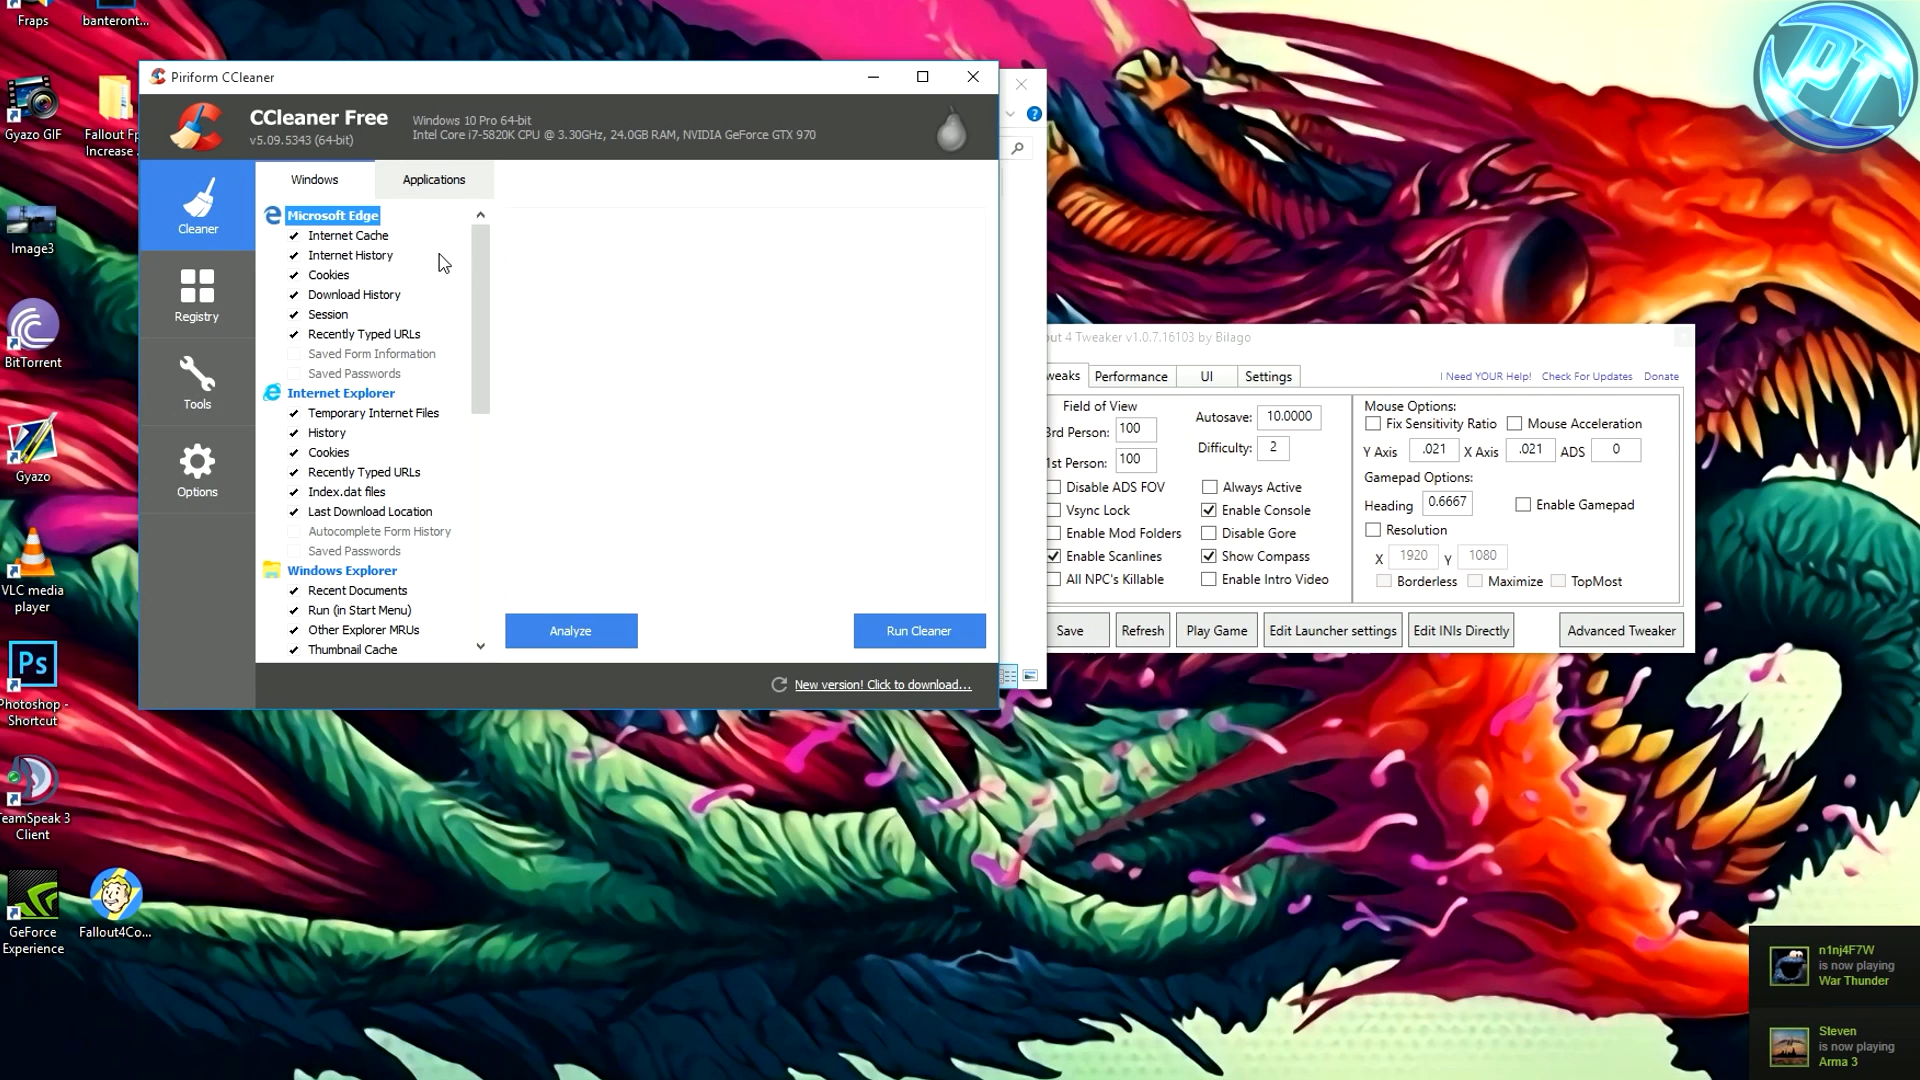 Fraps
banteront...
Gyazo GIF
Fallout Fp
Increase .
Image3
BitTorrent
Gyazo
VLC media
player
Ps
Photoshop -
Shortcut
TeamSpeak 3
Client
GeForce
Experience
Fallout4Co...
Piriform CCleaner
CCleaner Free
v5.09.5343 (64-bit)
Windows 10 Pro 64-bit
Intel Core i7-5820K CPU @ 3.30GHz, 24.0GB RAM, NVIDIA GeForce GTX 970
Cleaner
Registry
Tools
Options
Windows
Applications
Microsoft Edge
Internet Cache
Internet History
Cookies
Download History
Session
Recently Typed URLs
Saved Form Information
Saved Passwords
Internet Explorer
Temporary Internet Files
History
Cookies
Recently Typed URLs
Index.dat files
Last Download Location
Autocomplete Form History
Saved Passwords
Windows Explorer
Recent Documents
Run (in Start Menu)
Other Explorer MRUs
Thumbnail Cache
Analyze
Run Cleaner
New version! Click to download...
PT
out 4 Tweaker v1.0.7.16103 by Bilago
weaks
Performance
UI
Settings
I Need YOUR Help!
Check For Updates
Donate
Field of View
3rd Person: 100
1st Person: 100
Autosave: 10.0000
Difficulty: 2
Disable ADS FOV
Vsync Lock
Enable Mod Folders
Enable Scanlines
All NPC's Killable
Always Active
Enable Console
Disable Gore
Show Compass
Enable Intro Video
Mouse Options:
Fix Sensitivity Ratio
Mouse Acceleration
Y Axis .021 X Axis .021 ADS 0
Gamepad Options:
Heading 0.6667
Enable Gamepad
Resolution
X 1920 Y 1080
Borderless
Maximize
TopMost
Save
Refresh
Play Game
Edit Launcher settings
Edit INIs Directly
Advanced Tweaker
n1nj4F7W
is now playing
War Thunder
Steven
is now playing
Arma 3